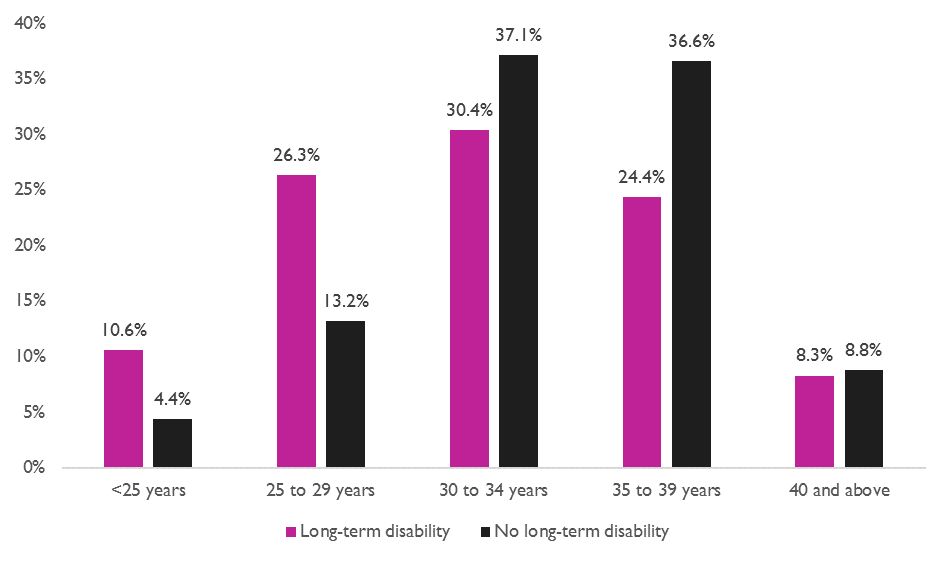 40%
35%
30%
25%
20%
15%
10%
5%
0%
10.6%
4.4%
26.3%
13.2%
30.4%
37.1%
24.4%
36.6%
8.3%
8.8%
<25 years
25 to 29 years
30 to 34 years
35 to 39 years
40 and above
Long-term disability
No long-term disability